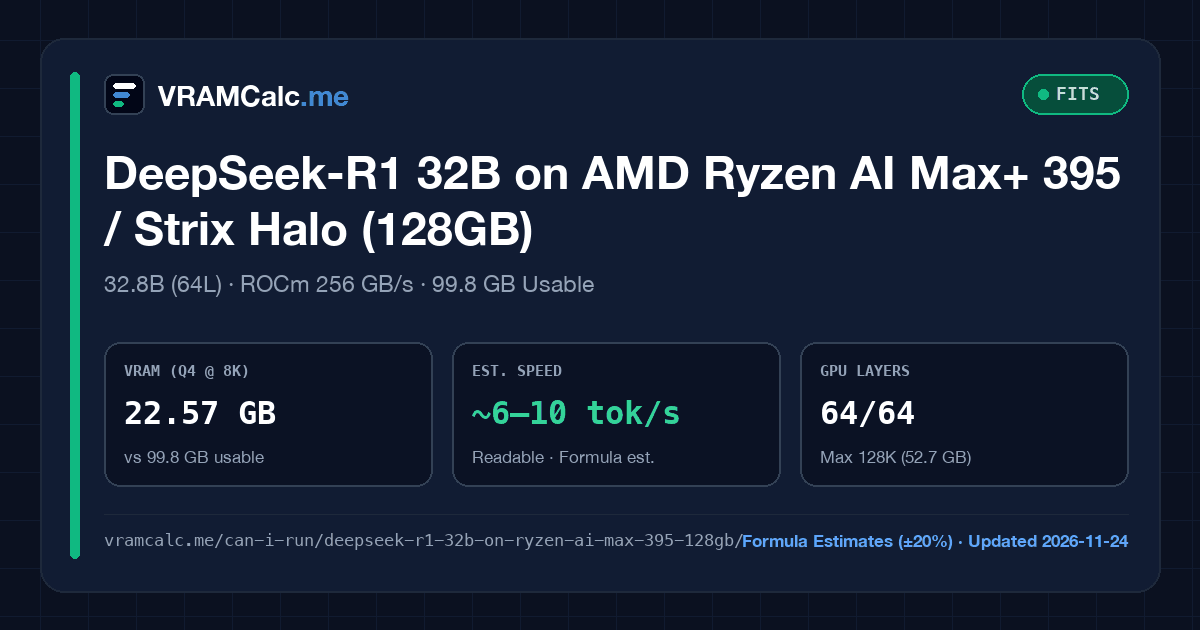 VRAMCalc.me
FITS
DeepSeek-R1 32B on AMD Ryzen AI Max+ 395
/ Strix Halo (128GB)
32.8B (64L) · ROCm 256 GB/s · 99.8 GB Usable
VRAM (Q4 @ 8K)
22.57 GB
vs 99.8 GB usable
EST. SPEED
~6–10 tok/s
Readable · Formula est.
GPU LAYERS
64/64
Max 128K (52.7 GB)
vramcalc.me/can-i-run/deepseek-r1-32b-on-ryzen-ai-max-395-128gb/
Formula Estimates (±20%) · Updated 2026-11-24